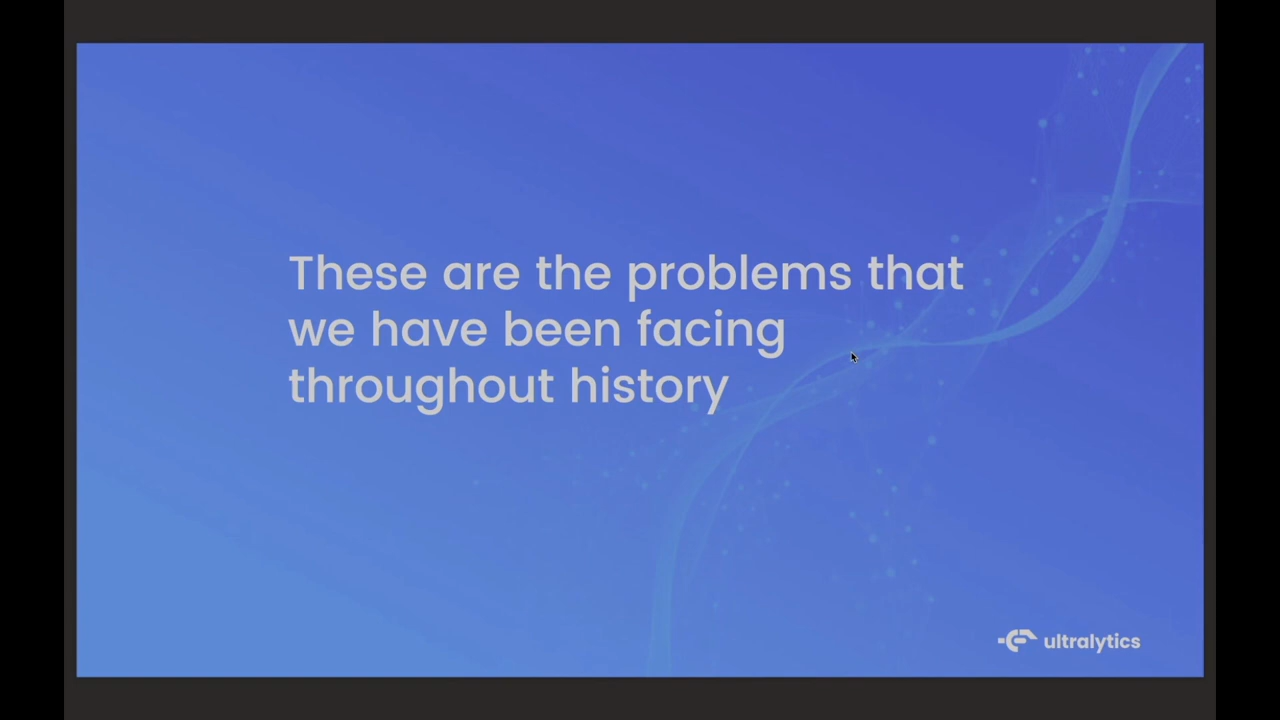 These are the problems that
we have been facing
throughout history
ultralytics